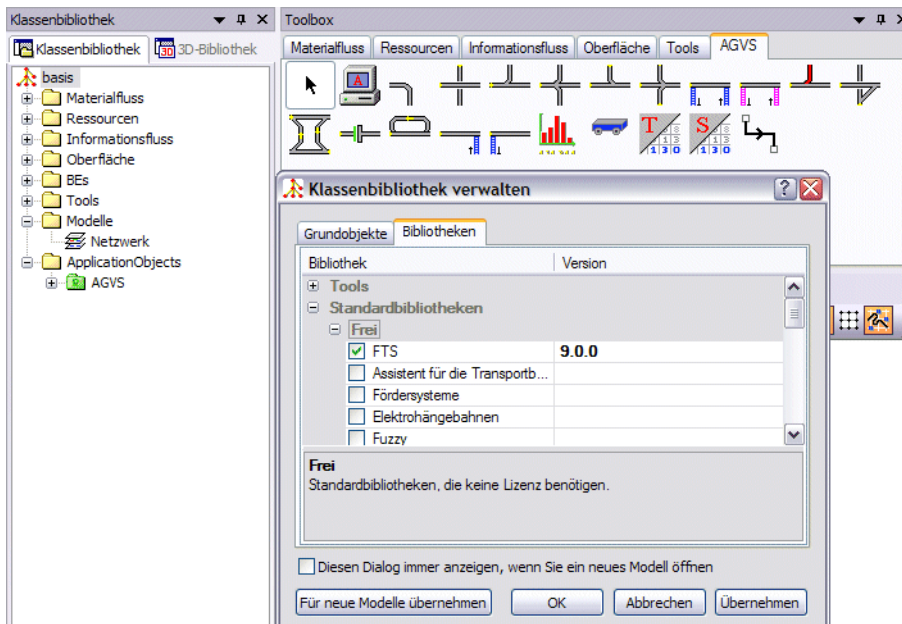 Klassenbibliothek
Klassenbibliothek 3D-Bibliothek
basis
Materialfluss
Ressourcen
Informationsfluss
Oberfläche
BEs
Tools
Modelle
Netzwerk
ApplicationObjects
AGVS
Toolbox
Materialfluss Ressourcen Informationsfluss Oberfläche Tools AGVS
Klassenbibliothek verwalten
Grundobjekte Bibliotheken
Bibliothek Version
Tools
Standardbibliotheken
Frei
FTS 9.0.0
Assistent für die Transportb...
Fördersysteme
Elektrohängebahnen
Fuzzy
Frei
Standardbibliotheken, die keine Lizenz benötigen.
Diesen Dialog immer anzeigen, wenn Sie ein neues Modell öffnen
Für neue Modelle übernehmen OK Abbrechen Übernehmen